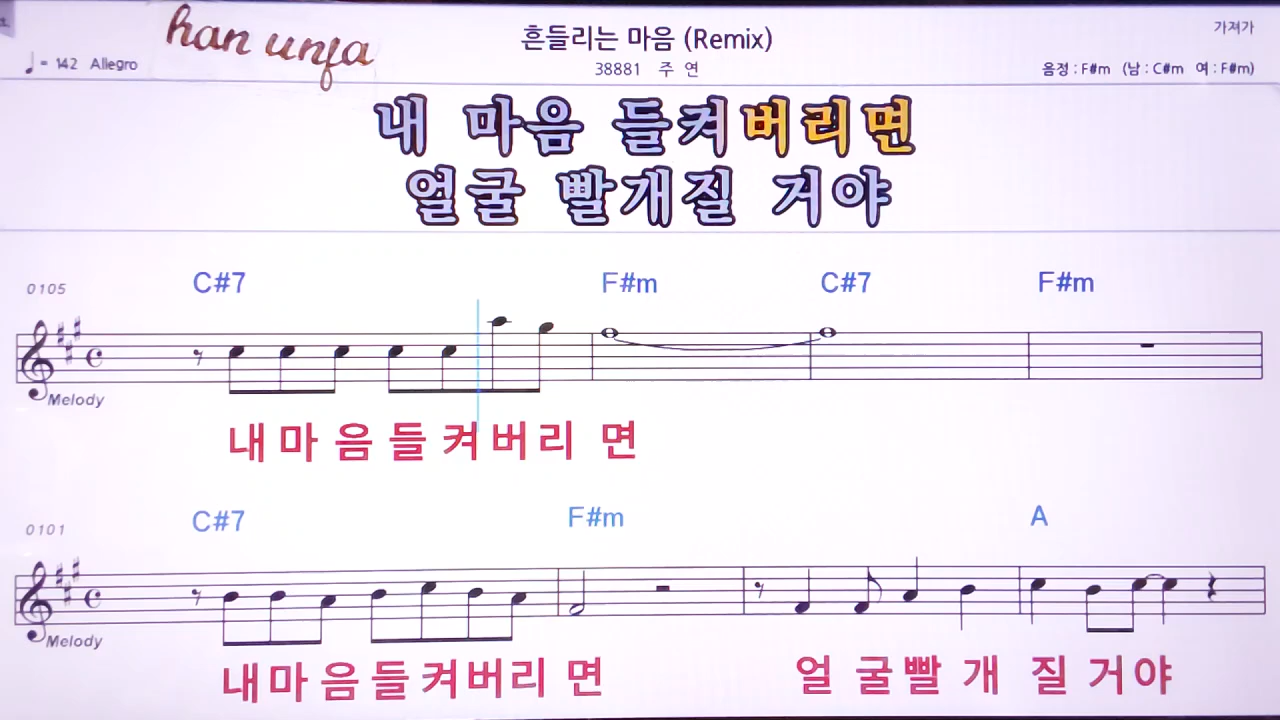 han unfa
흔들리는 마음 (Remix)
가져가
♩= 142 Allegro
38881 주 연
음정 : F#m (남 : C#m 여 : F#m)
내 마음 들켜버리면
얼굴 빨개질 거야
0105
C#7 F#m C#7 F#m
Melody
내 마 음 들 켜 버 리 면
0101
C#7 F#m A
Melody
내 마 음 들 켜 버 리 면 얼 굴 빨 개 질 거 야